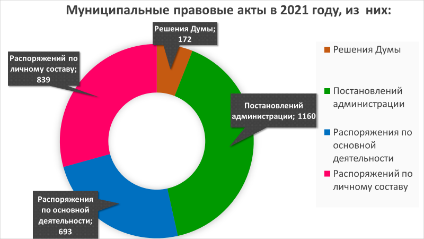 Муниципальные правовые акты в 2021 году, из них:
Решения Думы;
172
Распоряжений по
личному составу;
839
Постановлений
администрации; 1160
Распоряжения
по основной
деятельности;
693
Решения Думы
Постановлений
администрации
Распоряжения по
основной
деятельности
Распоряжений по
личному составу